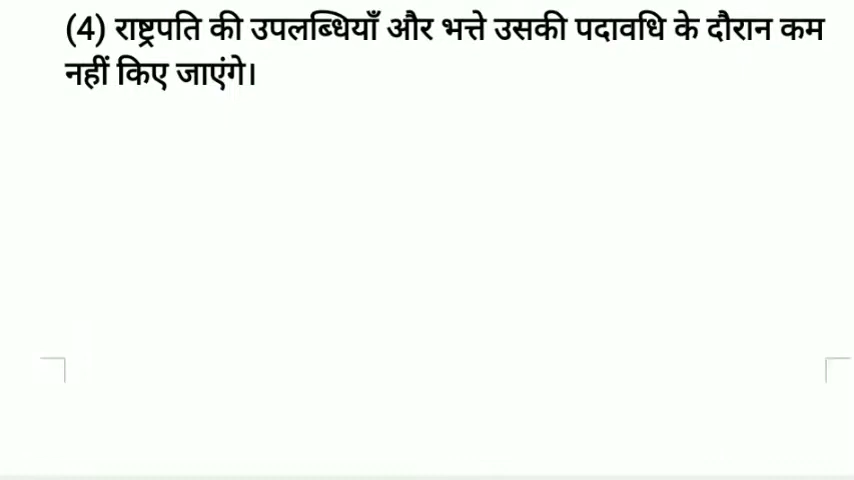 (4) राष्ट्रपति की उपलब्धियाँ और भत्ते उसकी पदावधि के दौरान कम
नहीं किए जाएंगे।